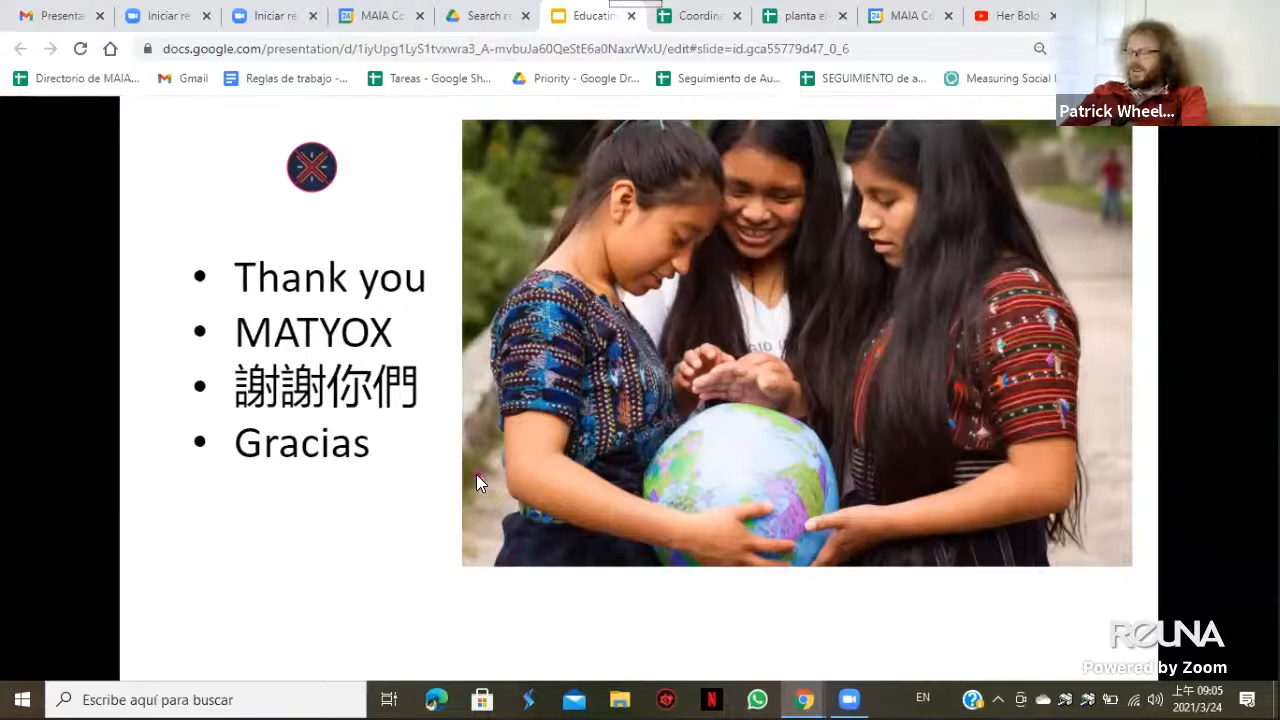 Presenta
Iniciar re
Iniciar re
MAIA C
Search r
Educatin
Coordin
planta e
MAIA Co
Her Bolo
docs.google.com/presentation/d/1IyUpg1LyS1tvxwra3_A-mvbuJa60QeStE6a0NaxrWxU/edit#slide=id.gca55779d47_0_6
Directorio de MAIA...
Gmail
Reglas de trabajo -...
Tareas - Google Sh...
Priority - Google Dr...
Seguimiento de Au...
SEGUIMIENTO de a...
Measuring Social
Patrick Wheel...
• Thank you
• MATYOX
• 謝謝你們
• Gracias
REUNA
Powered by Zoom
Escribe aquí para buscar
EN
上午 09:05
2021/3/24